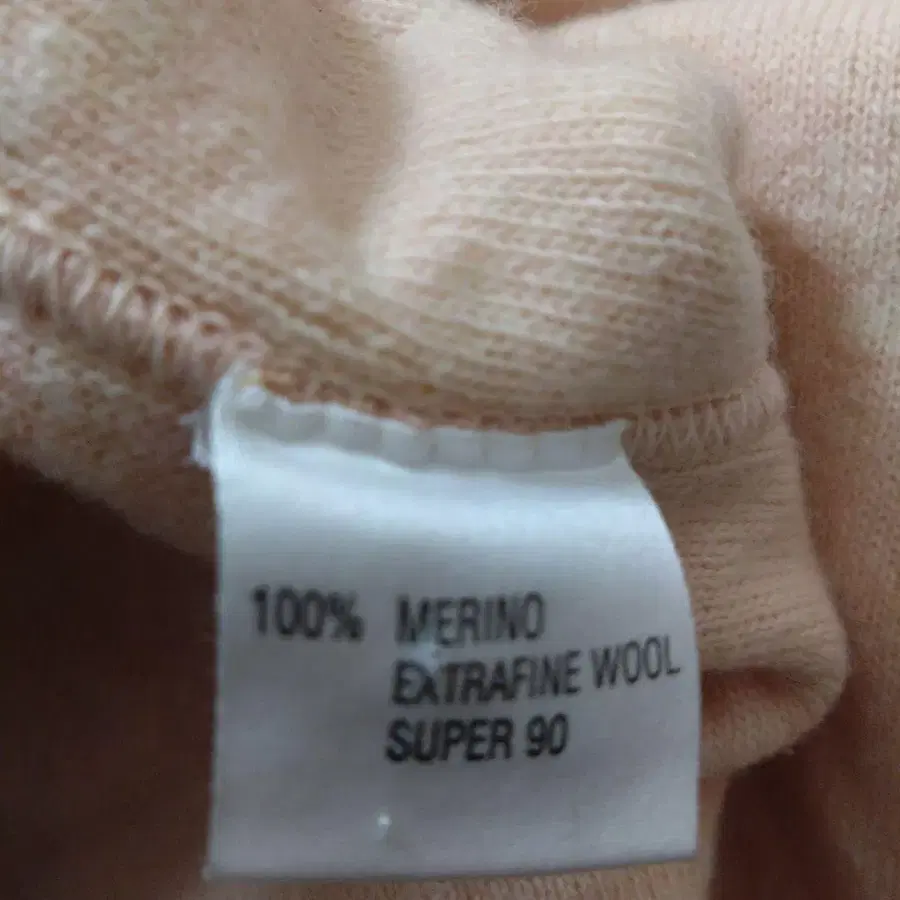 100% MERINO
EXTRAFINE WOOL
SUPER 90